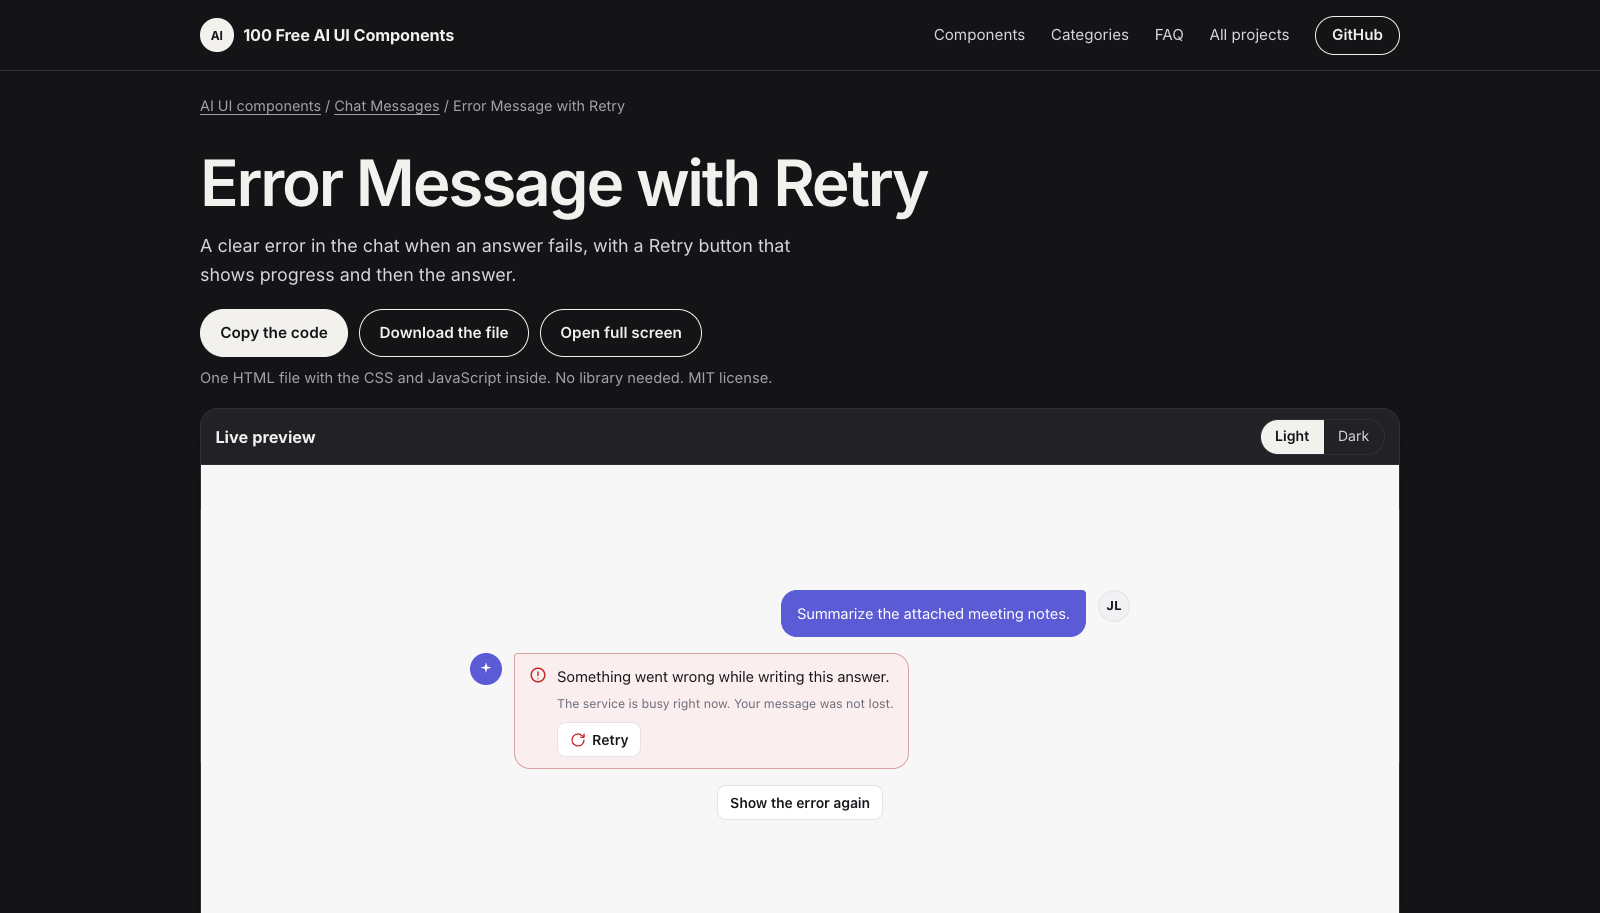 AI 100 Free AI UI Components
Components Categories FAQ All projects GitHub
AI UI components / Chat Messages / Error Message with Retry
Error Message with Retry
A clear error in the chat when an answer fails, with a Retry button that
shows progress and then the answer.
Copy the code Download the file Open full screen
One HTML file with the CSS and JavaScript inside. No library needed. MIT license.
Live preview Light Dark
Summarize the attached meeting notes. JL
Something went wrong while writing this answer.
The service is busy right now. Your message was not lost.
Retry
Show the error again